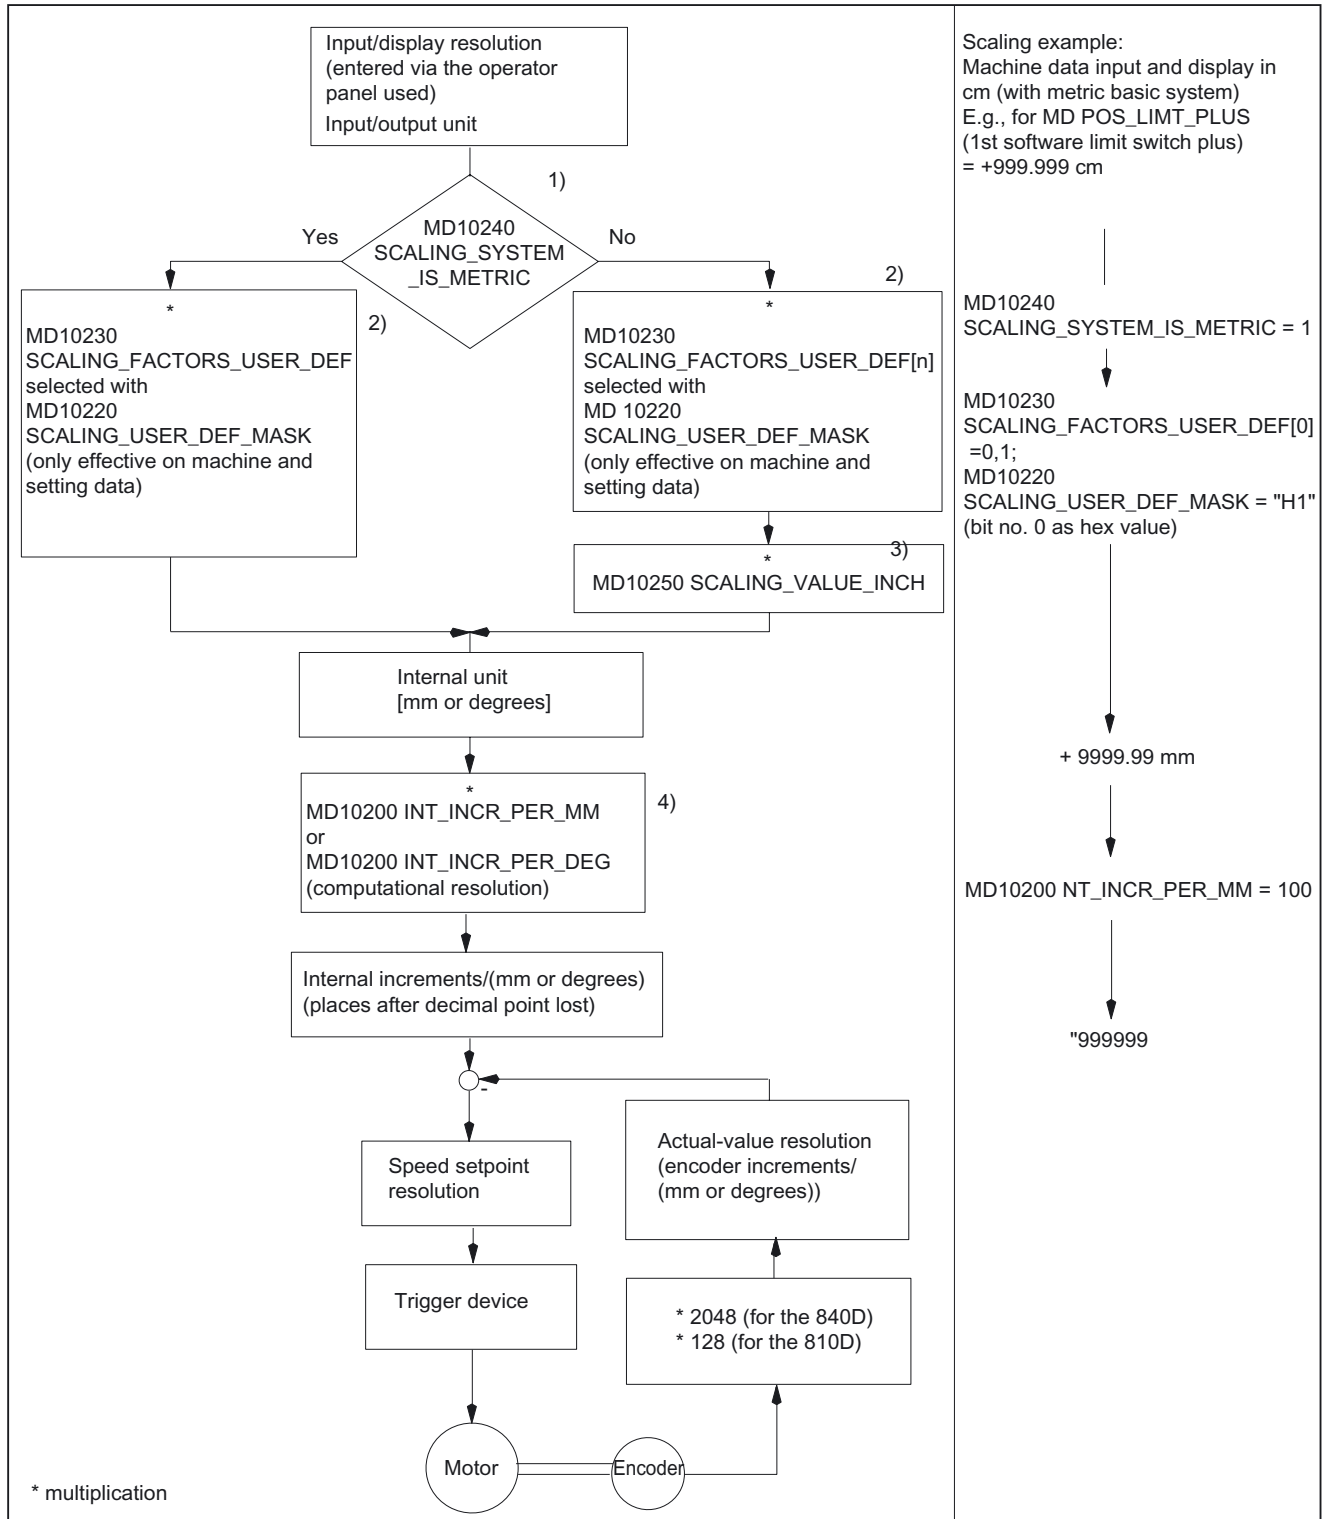 Input/display resolution
(entered via the operator
panel used)
Input/output unit
1)
MD10240
SCALING_SYSTEM
_IS_METRIC
Yes
No
*
MD10230
SCALING_FACTORS_USER_DEF
selected with
MD10220
SCALING_USER_DEF_MASK
(only effective on machine and
setting data)
2)
2)
*
MD10230
SCALING_FACTORS_USER_DEF[n]
selected with
MD 10220
SCALING_USER_DEF_MASK
(only effective on machine and
setting data)
3)
*
MD10250 SCALING_VALUE_INCH
Internal unit
[mm or degrees]
*
MD10200 INT_INCR_PER_MM
or
MD10200 INT_INCR_PER_DEG
(computational resolution)
4)
Internal increments/(mm or degrees)
(places after decimal point lost)
-
Speed setpoint
resolution
Trigger device
Motor
Encoder
Actual-value resolution
(encoder increments/
(mm or degrees))
* 2048 (for the 840D)
* 128 (for the 810D)
* multiplication
Scaling example:
Machine data input and display in
cm (with metric basic system)
E.g., for MD POS_LIMT_PLUS
(1st software limit switch plus)
= +999.999 cm
MD10240
SCALING_SYSTEM_IS_METRIC = 1
MD10230
SCALING_FACTORS_USER_DEF[0]
=0,1;
MD10220
SCALING_USER_DEF_MASK = "H1"
(bit no. 0 as hex value)
+ 9999.99 mm
MD10200 NT_INCR_PER_MM = 100
"999999